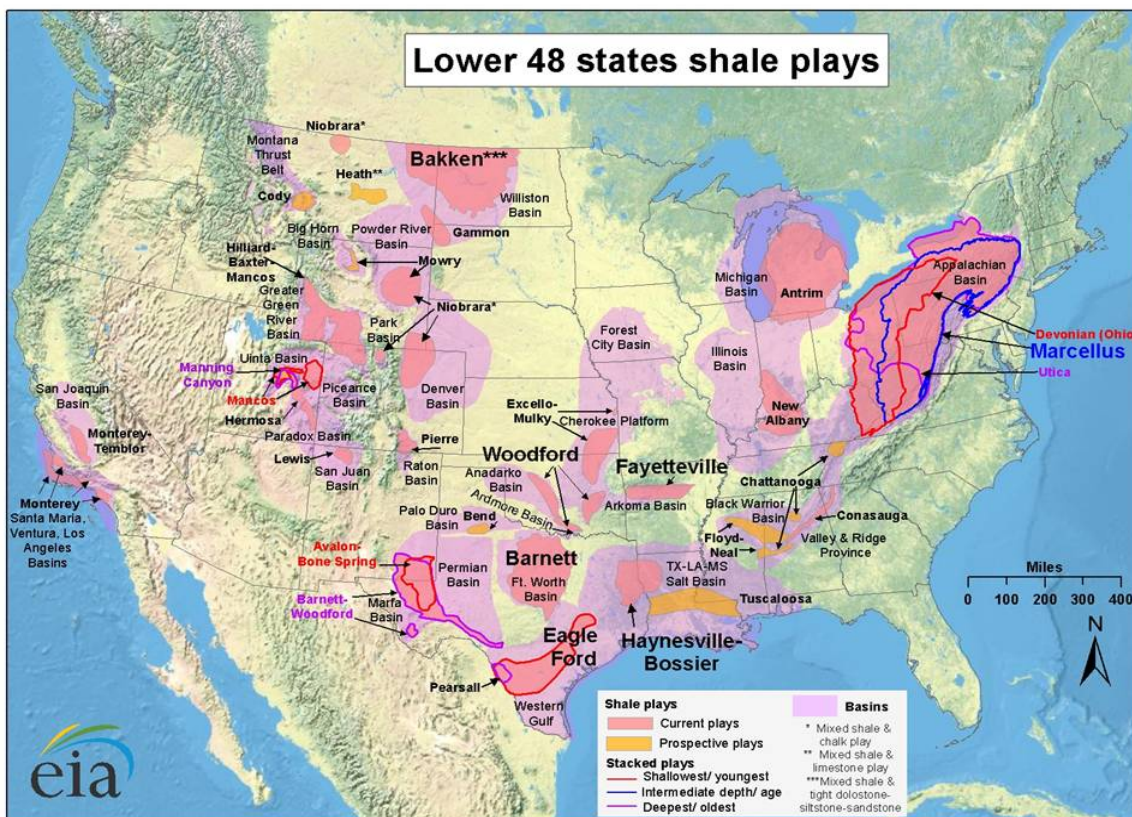 Lower 48 states shale plays
Niobrara*
Montana
Thrust
Belt
Bakken***
Heath**
Cody
Williston
Basin
Big Horn
Basin
Powder River
Basin
Gammon
Hilliard-
Baxter-
Mancos
Mowry
Greater
Green
River
Basin
Niobrara*
Park
Basin
Michigan
Basin
Antrim
Appalachian
Basin
Devonian (Ohio)
Marcellus
Utica
Forest
City Basin
Illinois
Basin
Uinta Basin
Manning
Canyon
Mancos
Piceance
Basin
Denver
Basin
San Joaquin
Basin
Hermosa
Excello-
Mulky
Cherokee Platform
New
Albany
Monterey-
Temblor
Paradox Basin
Lewis
San Juan
Basin
Pierre
Raton
Basin
Woodford
Anadarko
Basin
Fayetteville
Arkoma Basin
Chattanooga
Monterey
Santa Maria,
Ventura, Los
Angeles
Basins
Palo Duro
Basin
Bend
Ardmore Basin
Black Warrior
Basin
Conasauga
Floyd-
Neal
Valley & Ridge
Province
Avalon-
Bone Spring
Permian
Basin
Barnett
Ft. Worth
Basin
TX-LA-MS
Salt Basin
Tuscaloosa
Barnett-
Woodford
Marfa
Basin
Eagle
Ford
Haynesville-
Bossier
Pearsall
Western
Gulf
Miles
0 100 200 300 400
N
Shale plays
Current plays
Prospective plays
Stacked plays
Shallowest/ youngest
Intermediate depth/ age
Deepest/ oldest
Basins
* Mixed shale &
chalk play
** Mixed shale &
limestone play
***Mixed shale &
tight dolostone-
siltstone-sandstone
eia